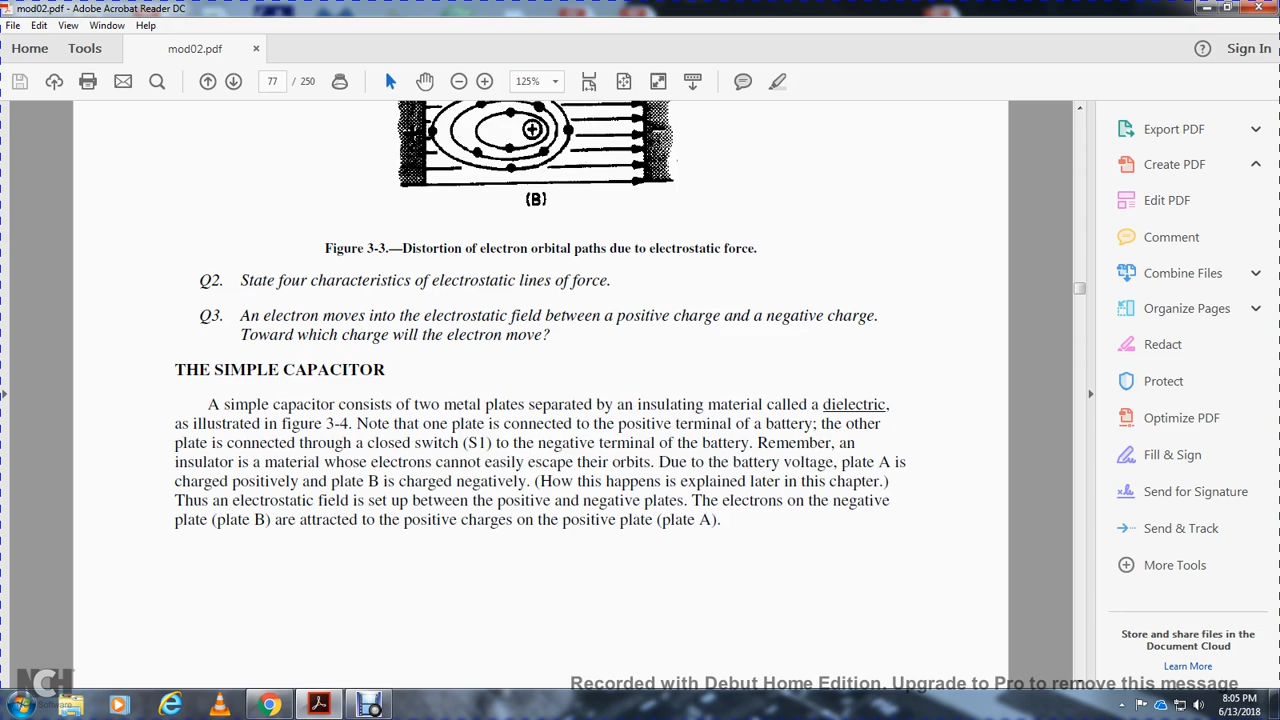 mod02.pdf - Adobe Acrobat Reader DC
File Edit View Window Help
Home Tools mod02.pdf × Sign In
77 / 250 125%
(B)
Figure 3-3.—Distortion of electron orbital paths due to electrostatic force.
Q2. State four characteristics of electrostatic lines of force.
Q3. An electron moves into the electrostatic field between a positive charge and a negative charge.
Toward which charge will the electron move?
THE SIMPLE CAPACITOR
A simple capacitor consists of two metal plates separated by an insulating material called a dielectric,
as illustrated in figure 3-4. Note that one plate is connected to the positive terminal of a battery; the other
plate is connected through a closed switch (S1) to the negative terminal of the battery. Remember, an
insulator is a material whose electrons cannot easily escape their orbits. Due to the battery voltage, plate A is
charged positively and plate B is charged negatively. (How this happens is explained later in this chapter.)
Thus an electrostatic field is set up between the positive and negative plates. The electrons on the negative
plate (plate B) are attracted to the positive charges on the positive plate (plate A).
Export PDF
Create PDF
Edit PDF
Comment
Combine Files
Organize Pages
Redact
Protect
Optimize PDF
Fill & Sign
Send for Signature
Send & Track
More Tools
Store and share files in the
Document Cloud
Learn More
NCH
Software
Recorded with Debut Home Edition. Upgrade to Pro to remove this message
8:05 PM
6/13/2018